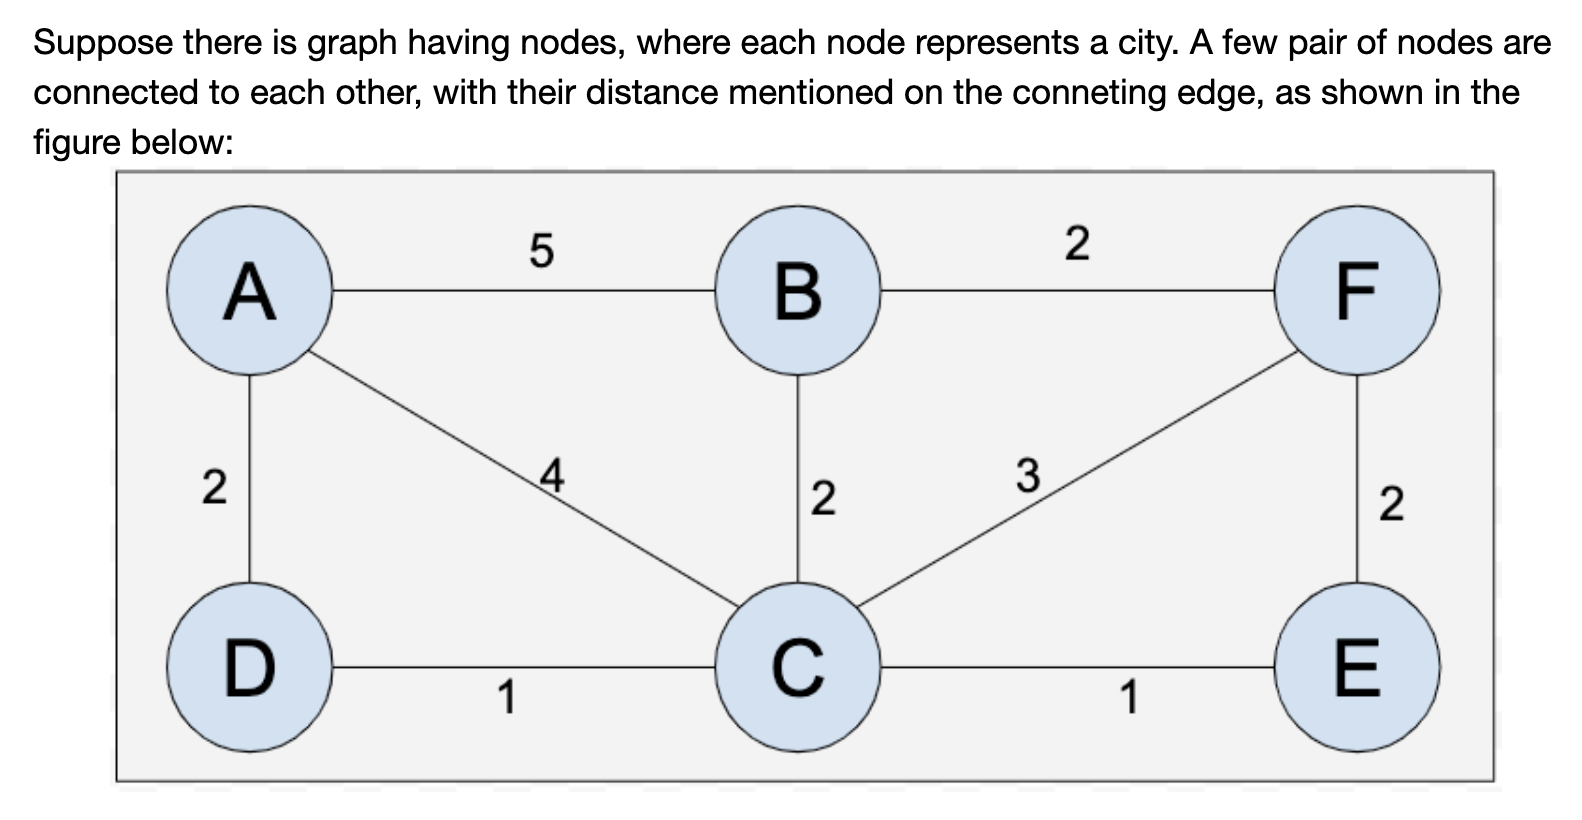 Suppose there is graph having nodes, where each node represents a city. A few pair of nodes are
connected to each other, with their distance mentioned on the conneting edge, as shown in the
figure below:
A 5 B 2 F
2 4 2 3 2
D 1 C 1 E